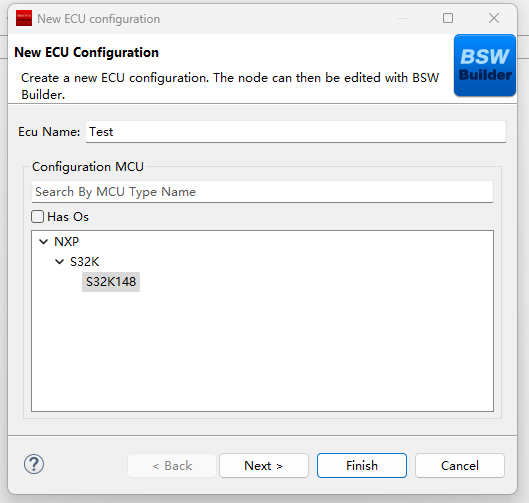 New ECU configuration
New ECU Configuration
Create a new ECU configuration. The node can then be edited with BSW
Builder.
BSW
Builder
Ecu Name: Test
Configuration MCU
Search By MCU Type Name
Has Os
NXP
S32K
S32K148
? < Back Next > Finish Cancel